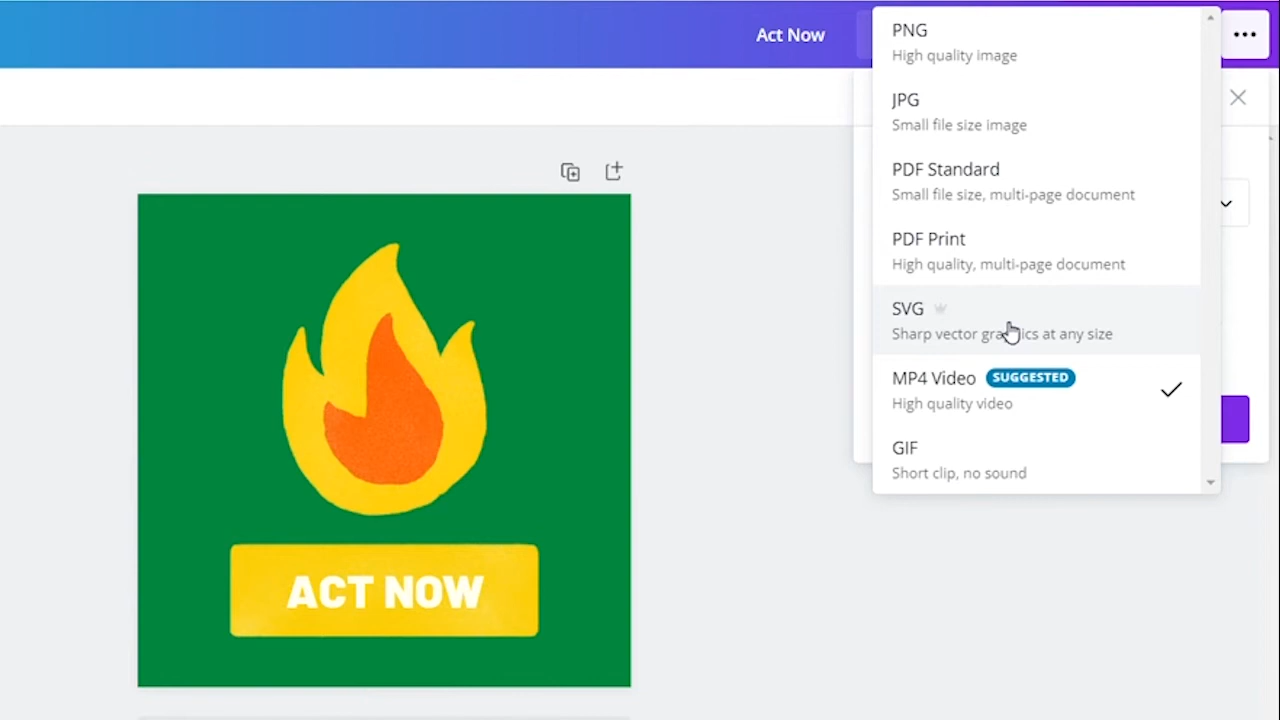 Act Now
PNG
High quality image
JPG
Small file size image
PDF Standard
Small file size, multi-page document
PDF Print
High quality, multi-page document
SVG
Sharp vector graphics at any size
MP4 Video SUGGESTED
High quality video
GIF
Short clip, no sound
ACT NOW